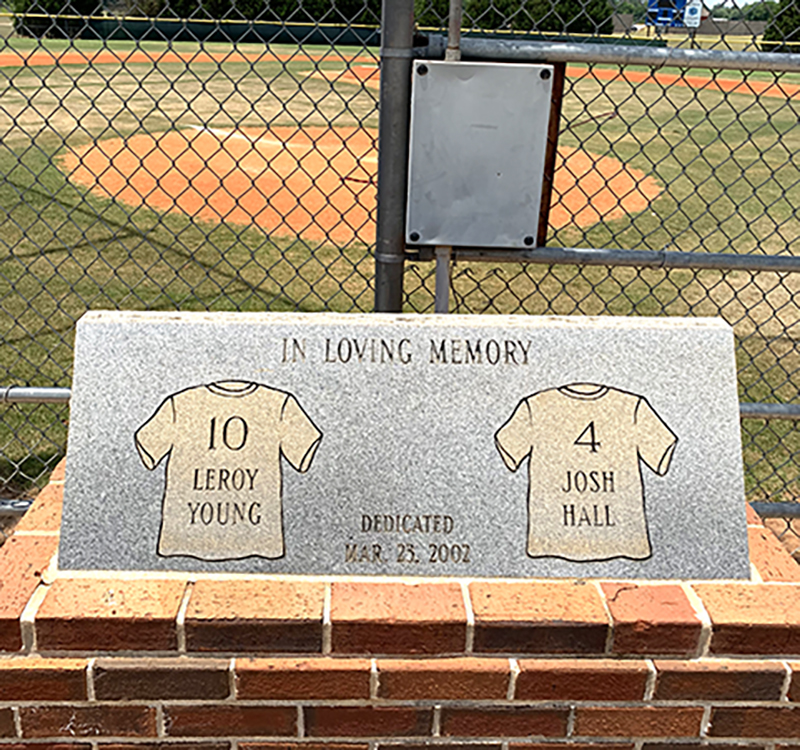 IN LOVING MEMORY
10
LEROY
YOUNG
4
JOSH
HALL
DEDICATED
MAR. 23, 2002